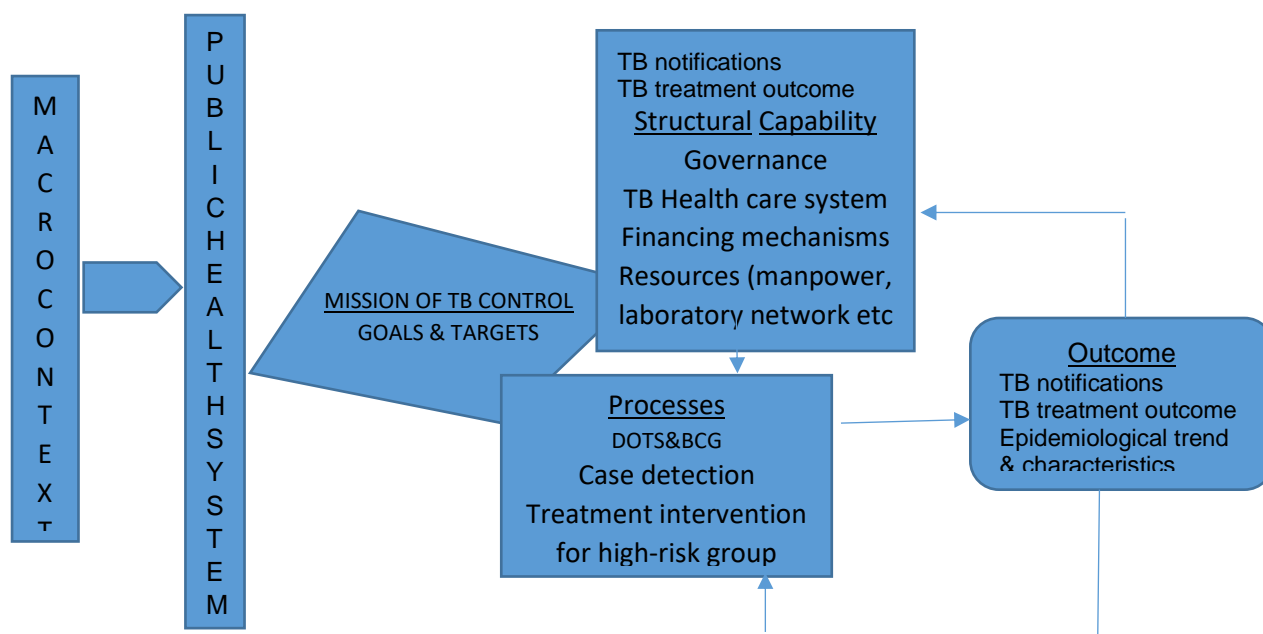 MACROCONTEXT
PUBLICHEALTHSYSTEM
MISSION OF TB CONTROL
GOALS & TARGETS
TB notifications
TB treatment outcome
Structural Capability
Governance
TB Health care system
Financing mechanisms
Resources (manpower,
laboratory network etc
Processes
DOTS&BCG
Case detection
Treatment intervention
for high-risk group
Outcome
TB notifications
TB treatment outcome
Epidemiological trend
& characteristics